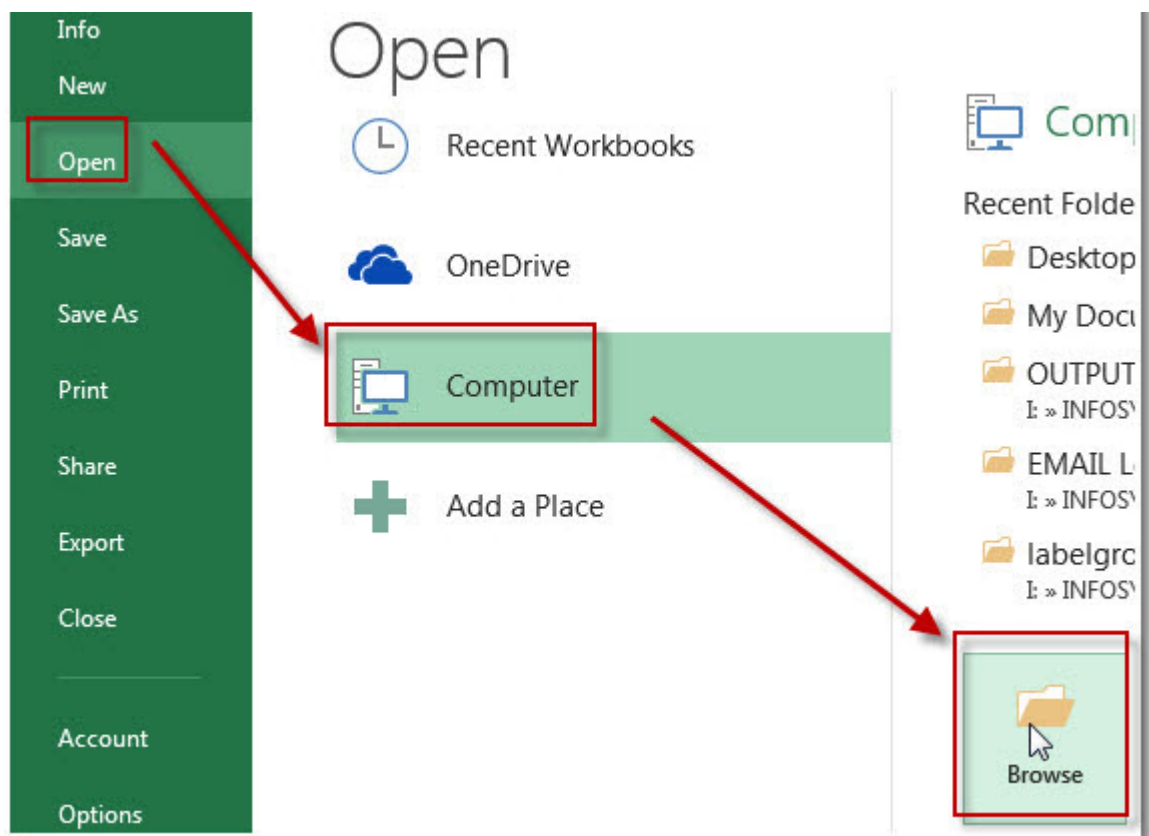 Info
New
Open
Save
Save As
Print
Share
Export
Close
Account
Options
Open
Recent Workbooks
OneDrive
Computer
Add a Place
Com
Recent Folde
Desktop
My Docu
OUTPUT
I: » INFOSY
EMAIL L
I: » INFOSY
labelgro
I: » INFOSY
Browse